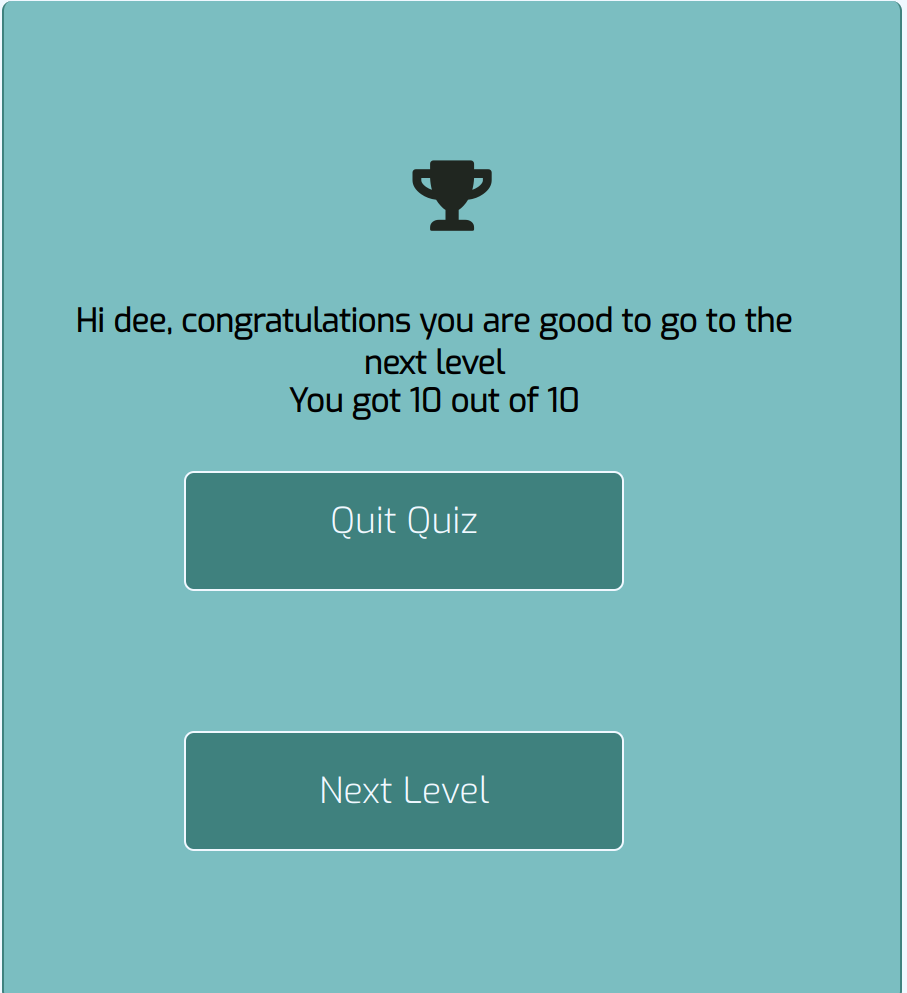 Hi dee, congratulations you are good to go to the
next level
You got 10 out of 10
Quit Quiz
Next Level